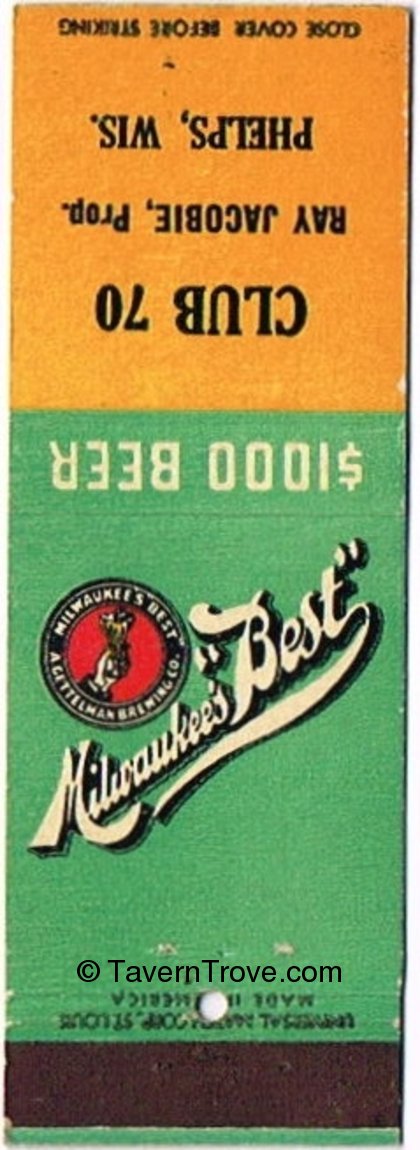 CLOSE COVER BEFORE STRIKING
PHELPS, WIS.
RAY JACOBIE, Prop.
CLUB 70
$1000 BEER
MILWAUKEE'S BEST
A. GETTELMAN BREWING CO.
Milwaukee's "Best"
© TavernTrove.com
MADE IN AMERICA
UNIVERSAL MATCH CORP., ST. LOUIS